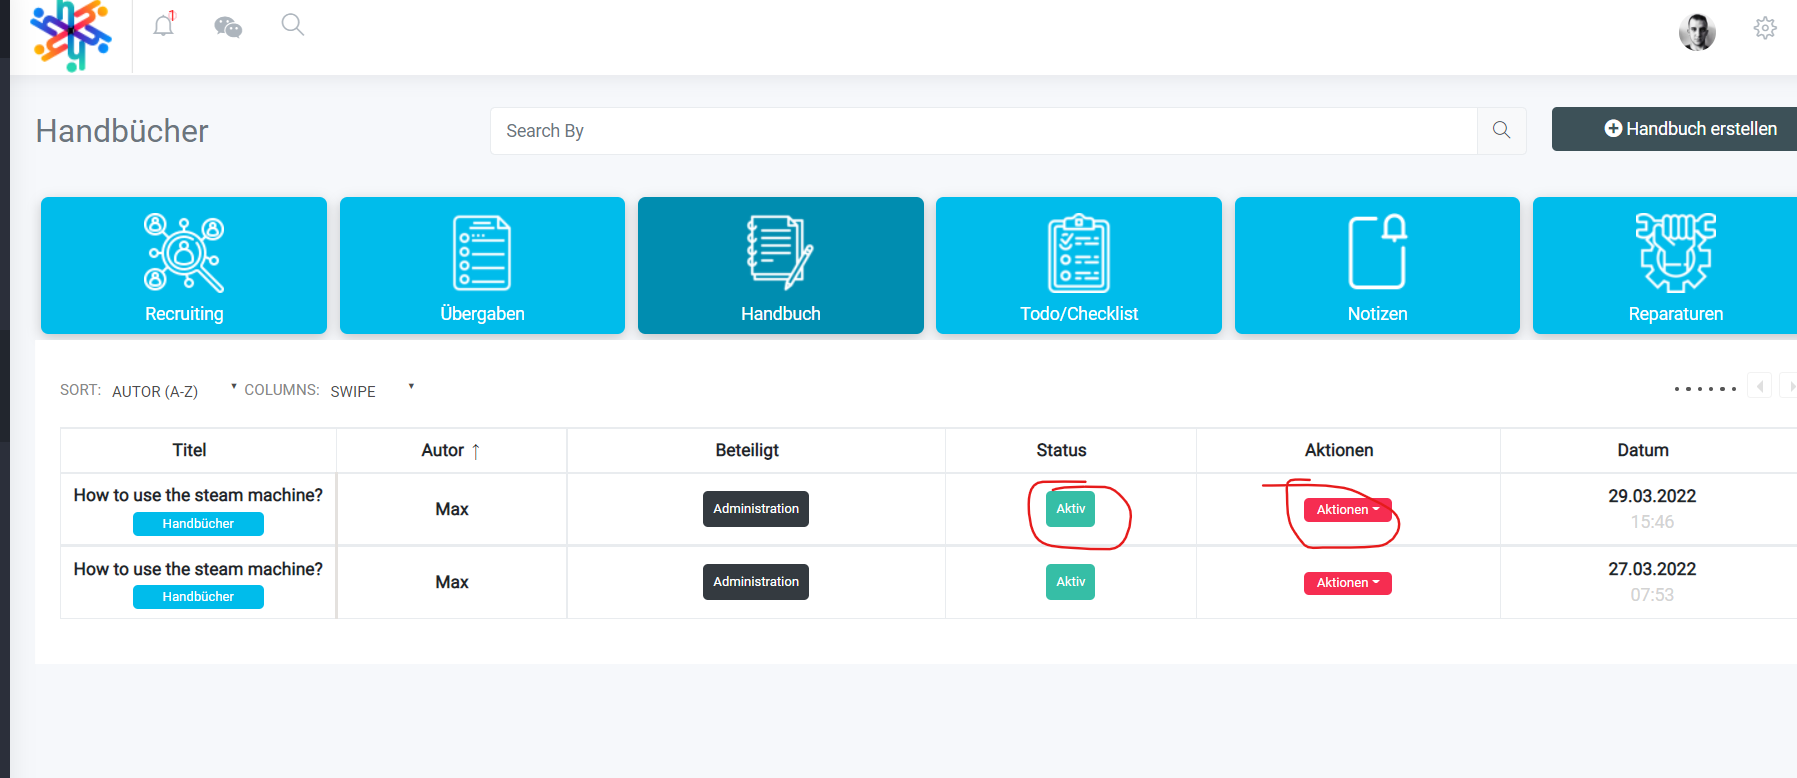 1
Handbücher
Search By
Handbuch erstellen
Recruiting
Übergaben
Handbuch
Todo/Checklist
Notizen
Reparaturen
SORT: AUTOR (A-Z) COLUMNS: SWIPE
Titel Autor ↑ Beteiligt Status Aktionen Datum
How to use the steam machine?
Handbücher
Max
Administration
Aktiv
Aktionen
29.03.2022
15:46
How to use the steam machine?
Handbücher
Max
Administration
Aktiv
Aktionen
27.03.2022
07:53